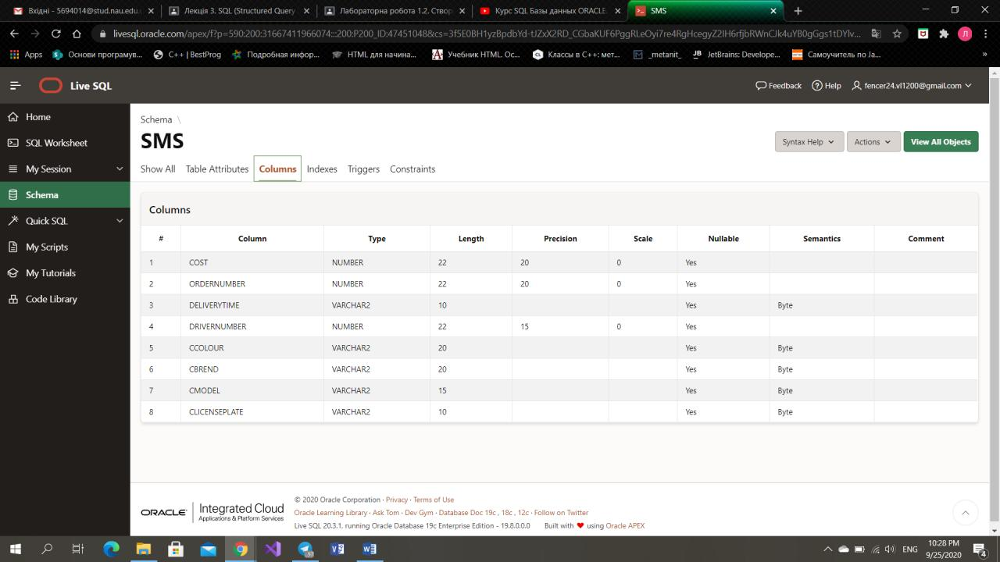 Вхідні - 5694014@stud.nau.edu. Лекція 3. SQL (Structured Query Лабораторна робота 1.2. Створ Курс SQL Базы данных ORACLE. SMS
livesql.oracle.com/apex/f?p=590:200:31667411966074:::200:P200_ID:47451048&cs=
Apps Основи програмув... C++ | BestProg Подробная инфор... HTML для начина... Учебник HTML. Ос... Классы в C++: мет... _metanit_ JetBrains: Develope... Самоучитель по Ja... »
Live SQL Feedback Help fencer24.vl1200@gmail.com
Home
SQL Worksheet
My Session
Schema
Quick SQL
My Scripts
My Tutorials
Code Library
Schema \
SMS
Syntax Help Actions View All Objects
Show All Table Attributes Columns Indexes Triggers Constraints
Columns
# Column Type Length Precision Scale Nullable Semantics Comment
1 COST NUMBER 22 20 0 Yes
2 ORDERNUMBER NUMBER 22 20 0 Yes
3 DELIVERYTIME VARCHAR2 10 Yes Byte
4 DRIVERNUMBER NUMBER 22 15 0 Yes
5 CCOLOUR VARCHAR2 20 Yes Byte
6 CBREND VARCHAR2 20 Yes Byte
7 CMODEL VARCHAR2 15 Yes Byte
8 CLICENSEPLATE VARCHAR2 10 Yes Byte
ORACLE Integrated Cloud
Applications & Platform Services
© 2020 Oracle Corporation · Privacy · Terms of Use
Oracle Learning Library · Ask Tom · Dev Gym · Database Doc 19c , 18c , 12c · Follow on Twitter
Live SQL 20.3.1, running Oracle Database 19c Enterprise Edition - 19.8.0.0.0 Built with ♥ using Oracle APEX
ENG
10:28 PM
9/25/2020
4